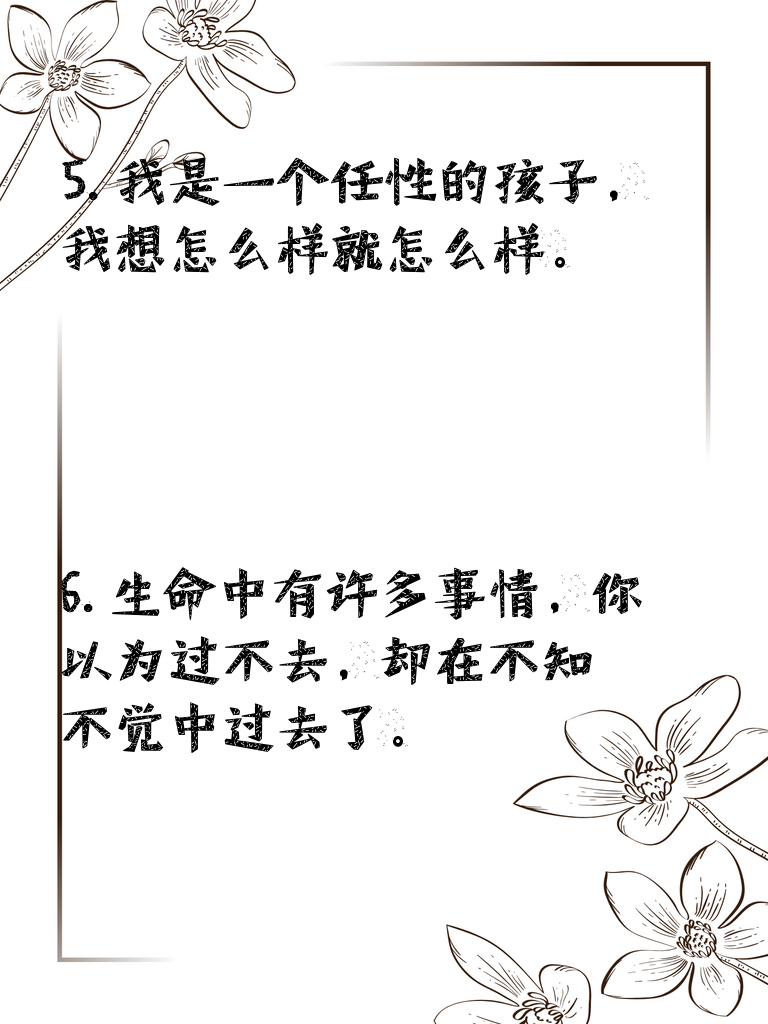 5.我是一个任性的孩子，
我想怎么样就怎么样。
6.生命中有许多事情，你
以为过不去，却在不知
不觉中过去了。